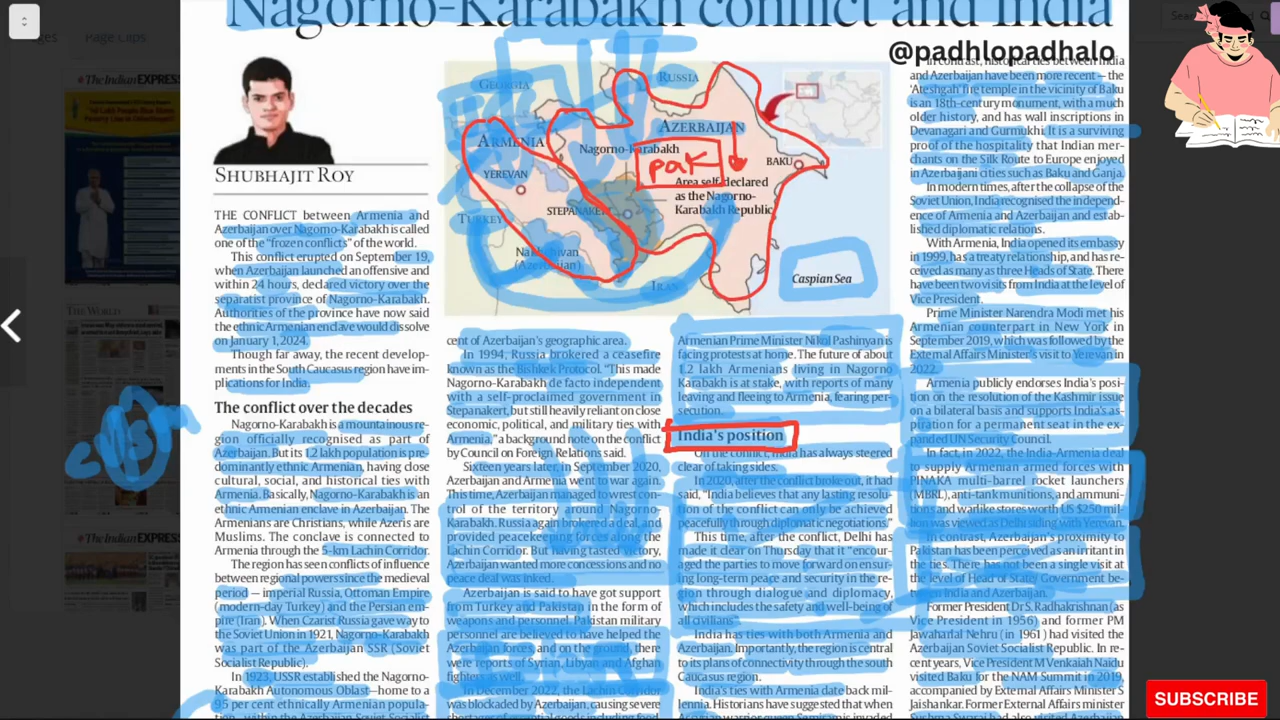 Nagorno-Karabakh conflict and India
@padhlopadhalo
Page Clips
The Indian EXPRESS
THE WORLD
SHUBHAJIT ROY
THE CONFLICT between Armenia and
Azerbaijan over Nagorno-Karabakh is called
one of the "frozen conflicts" of the world.
This conflict erupted on September 19,
when Azerbaijan launched an offensive and
within 24 hours, declared victory over the
separatist province of Nagorno-Karabakh.
Authorities of the province have now said
the ethnic Armenian enclave would dissolve
on January 1, 2024.
Though far away, the recent develop-
ments in the South Caucasus region have im-
plications for India.
The conflict over the decades
Nagorno-Karabakh is a mountainous re-
gion officially recognised as part of
Azerbaijan. But its 1.2 lakh population is pre-
dominantly ethnic Armenian, having close
cultural, social, and historical ties with
Armenia. Basically, Nagorno-Karabakh is an
ethnic Armenian enclave in Azerbaijan. The
Armenians are Christians, while Azeris are
Muslims. The conclave is connected to
Armenia through the 5-km Lachin Corridor.
The region has seen conflicts of influence
between regional powers since the medieval
period — imperial Russia, Ottoman Empire
(modern-day Turkey) and the Persian em-
pire (Iran). When Czarist Russia gave way to
the Soviet Union in 1921, Nagorno-Karabakh
was part of the Azerbaijan SSR (Soviet
Socialist Republic).
In 1923, USSR established the Nagorno-
Karabakh Autonomous Oblast—home to a
95 per cent ethnically Armenian popula-
tion—within the Azerbaijan Soviet Socialist
GEORGIA
RUSSIA
ARMENIA
AZERBAIJAN
Nagorno-Karabakh
Pak
BAKU
YEREVAN
Area self-declared
as the Nagorno-
Karabakh Republic
STEPANAKERT
TURKEY
Nakhchivan
(Azerbaijan)
Caspian Sea
IRAN
cent of Azerbaijan's geographic area.
In 1994, Russia brokered a ceasefire
known as the Bishkek Protocol. "This made
Nagorno-Karabakh de facto independent
with a self-proclaimed government in
Stepanakert, but still heavily reliant on close
economic, political, and military ties with
Armenia," a background note on the conflict
by Council on Foreign Relations said.
Sixteen years later, in September 2020,
Azerbaijan and Armenia went to war again.
This time, Azerbaijan managed to wrest con-
trol of the territory around Nagorno-
Karabakh. Russia again brokered a deal, and
provided peacekeeping forces along the
Lachin Corridor. But having tasted victory,
Azerbaijan wanted more concessions and no
peace deal was inked.
Azerbaijan is said to have got support
from Turkey and Pakistan in the form of
weapons and personnel. Pakistan military
personnel are believed to have helped the
Azerbaijan forces, and on the ground, there
were reports of Syrian, Libyan and Afghan
fighters as well.
In December 2022, the Lachin Corridor
was blockaded by Azerbaijan, causing severe
shortages of essential goods including food
Armenian Prime Minister Nikol Pashinyan is
facing protests at home. The future of about
1.2 lakh Armenians living in Nagorno
Karabakh is at stake, with reports of many
leaving and fleeing to Armenia, fearing per-
secution.
India's position
On the conflict, India has always steered
clear of taking sides.
In 2020, after the conflict broke out, it had
said, "India believes that any lasting resolu-
tion of the conflict can only be achieved
peacefully through diplomatic negotiations."
This time, after the conflict, Delhi has
made it clear on Thursday that it "encour-
aged the parties to move forward on ensur-
ing long-term peace and security in the re-
gion through dialogue and diplomacy,
which includes the safety and well-being of
all civilians"
India has ties with both Armenia and
Azerbaijan. Importantly, the region is central
to its plans of connectivity through the south
Caucasus region.
India's ties with Armenia date back mil-
lennia. Historians have suggested that when
Assyrian warrior queen Semiramis invaded
In contrast, historical ties between India
and Azerbaijan have been more recent — the
'Ateshgah' fire temple in the vicinity of Baku
is an 18th-century monument, with a much
older history, and has wall inscriptions in
Devanagari and Gurmukhi. It is a surviving
proof of the hospitality that Indian mer-
chants on the Silk Route to Europe enjoyed
in Azerbaijani cities such as Baku and Ganja.
In modern times, after the collapse of the
Soviet Union, India recognised the independ-
ence of Armenia and Azerbaijan and estab-
lished diplomatic relations.
With Armenia, India opened its embassy
in 1999, has a treaty relationship, and has re-
ceived as many as three Heads of State. There
have been two visits from India at the level of
Vice President.
Prime Minister Narendra Modi met his
Armenian counterpart in New York in
September 2019, which was followed by the
External Affairs Minister's visit to Yerevan in
2022.
Armenia publicly endorses India's posi-
tion on the resolution of the Kashmir issue
on a bilateral basis and supports India's as-
piration for a permanent seat in the ex-
panded UN Security Council.
In fact, in 2022, the India-Armenia deal
to supply Armenian armed forces with
PINAKA multi-barrel rocket launchers
(MBRL), anti-tank munitions, and ammuni-
tions and warlike stores worth US $250 mil-
lion was viewed as Delhi siding with Yerevan.
In contrast, Azerbaijan's proximity to
Pakistan has been perceived as an irritant in
the ties. There has not been a single visit at
the level of Head of State/ Government be-
tween India and Azerbaijan.
Former President Dr S. Radhakrishnan (as
Vice President in 1956) and former PM
Jawaharlal Nehru (in 1961) had visited the
Azerbaijan Soviet Socialist Republic. In re-
cent years, Vice President M Venkaiah Naidu
visited Baku for the NAM Summit in 2019,
accompanied by External Affairs Minister S
Jaishankar. Former External Affairs Minister
Sushma Swaraj had also visited Azerbaijan
SUBSCRIBE